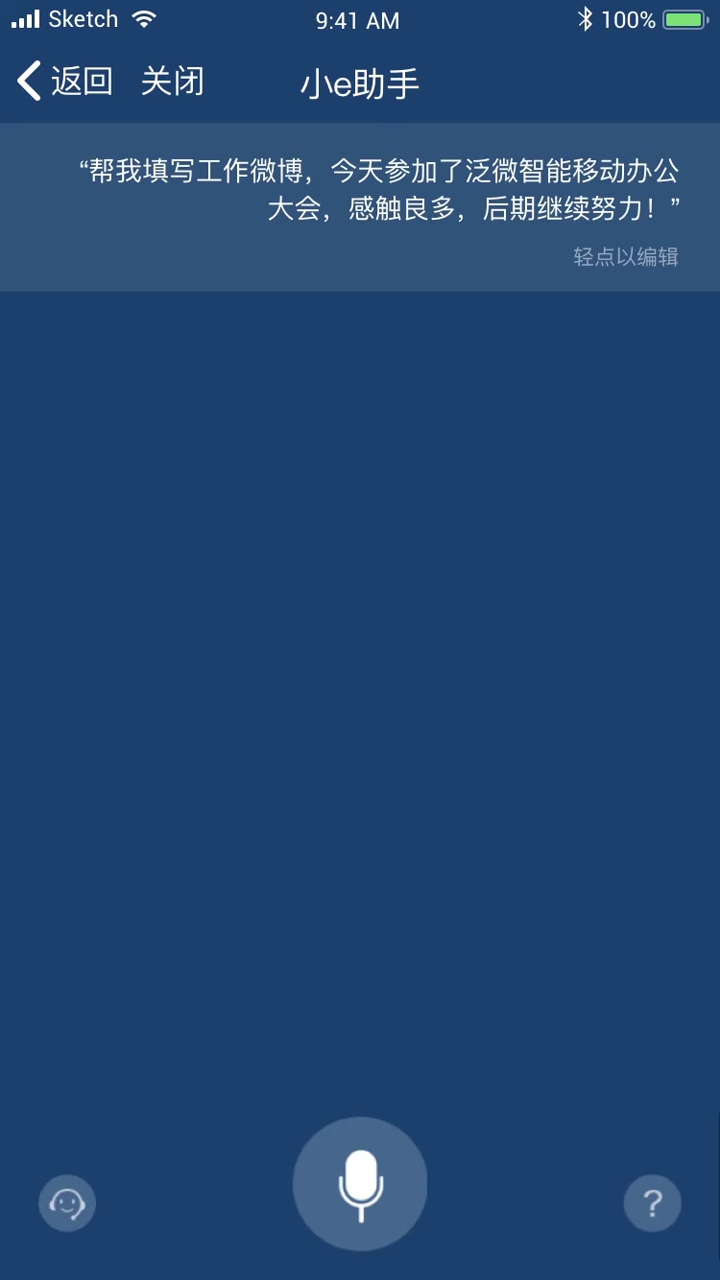 Sketch 9:41 AM 100%
返回 关闭 小e助手
“帮我填写工作微博，今天参加了泛微智能移动办公
大会，感触良多，后期继续努力！”
轻点以编辑
?